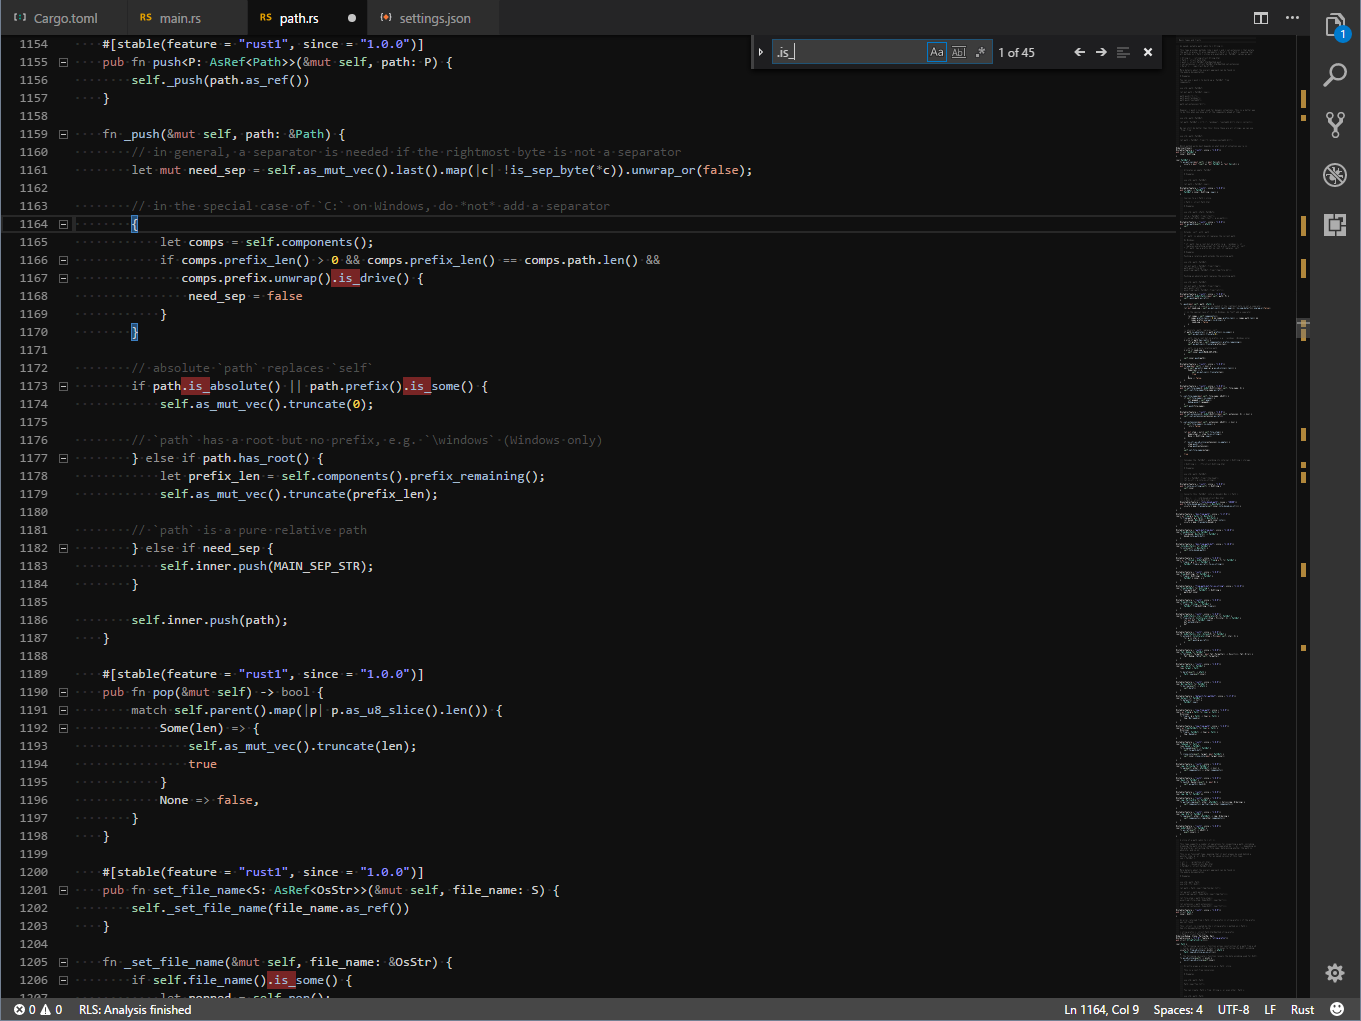 Cargo.toml
RS main.rs
RS path.rs
settings.json
.is_
Aa Ab| .* 1 of 45
1
1154 #[stable(feature = "rust1", since = "1.0.0")]
1155 pub fn push<P: AsRef<Path>>(&mut self, path: P) {
1156 self._push(path.as_ref())
1157 }
1158
1159 fn _push(&mut self, path: &Path) {
1160 // in general, a separator is needed if the rightmost byte is not a separator
1161 let mut need_sep = self.as_mut_vec().last().map(|c| !is_sep_byte(*c)).unwrap_or(false);
1162
1163 // in the special case of `C:` on Windows, do *not* add a separator
1164 {
1165 let comps = self.components();
1166 if comps.prefix_len() > 0 && comps.prefix_len() == comps.path.len() &&
1167 comps.prefix.unwrap().is_drive() {
1168 need_sep = false
1169 }
1170 }
1171
1172 // absolute `path` replaces `self`
1173 if path.is_absolute() || path.prefix().is_some() {
1174 self.as_mut_vec().truncate(0);
1175
1176 // `path` has a root but no prefix, e.g. `\windows` (Windows only)
1177 } else if path.has_root() {
1178 let prefix_len = self.components().prefix_remaining();
1179 self.as_mut_vec().truncate(prefix_len);
1180
1181 // `path` is a pure relative path
1182 } else if need_sep {
1183 self.inner.push(MAIN_SEP_STR);
1184 }
1185
1186 self.inner.push(path);
1187 }
1188
1189 #[stable(feature = "rust1", since = "1.0.0")]
1190 pub fn pop(&mut self) -> bool {
1191 match self.parent().map(|p| p.as_u8_slice().len()) {
1192 Some(len) => {
1193 self.as_mut_vec().truncate(len);
1194 true
1195 }
1196 None => false,
1197 }
1198 }
1199
1200 #[stable(feature = "rust1", since = "1.0.0")]
1201 pub fn set_file_name<S: AsRef<OsStr>>(&mut self, file_name: S) {
1202 self._set_file_name(file_name.as_ref())
1203 }
1204
1205 fn _set_file_name(&mut self, file_name: &OsStr) {
1206 if self.file_name().is_some() {
1207 let popped = self.pop();
0 0 RLS: Analysis finished
Ln 1164, Col 9 Spaces: 4 UTF-8 LF Rust